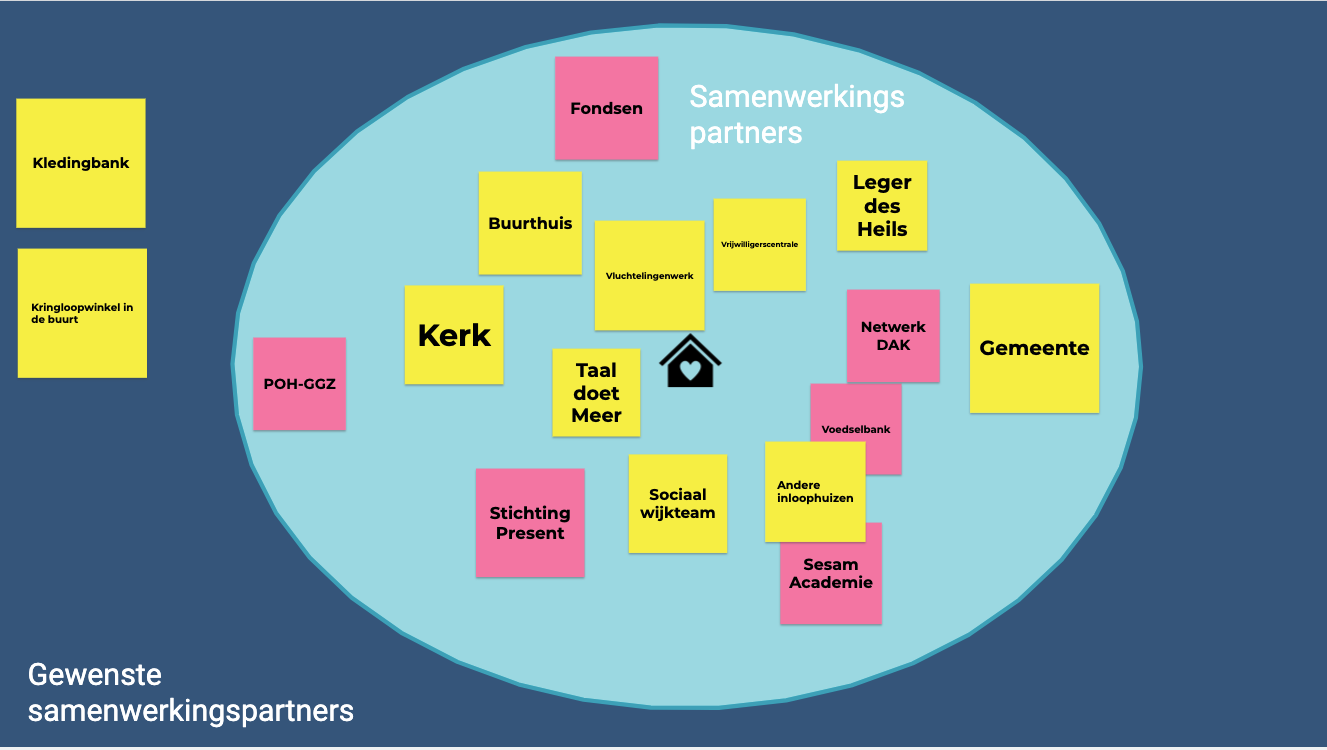 Fondsen
Samenwerkings
partners
Kledingbank
Leger
des
Heils
Buurthuis
Vrijwilligerscentrale
Vluchtelingenwerk
Kringloopwinkel in
de buurt
Kerk
Netwerk
DAK
Gemeente
POH-GGZ
Taal
doet
Meer
Voedselbank
Andere
inloophuizen
Sociaal
wijkteam
Stichting
Present
Sesam
Academie
Gewenste
samenwerkingspartners